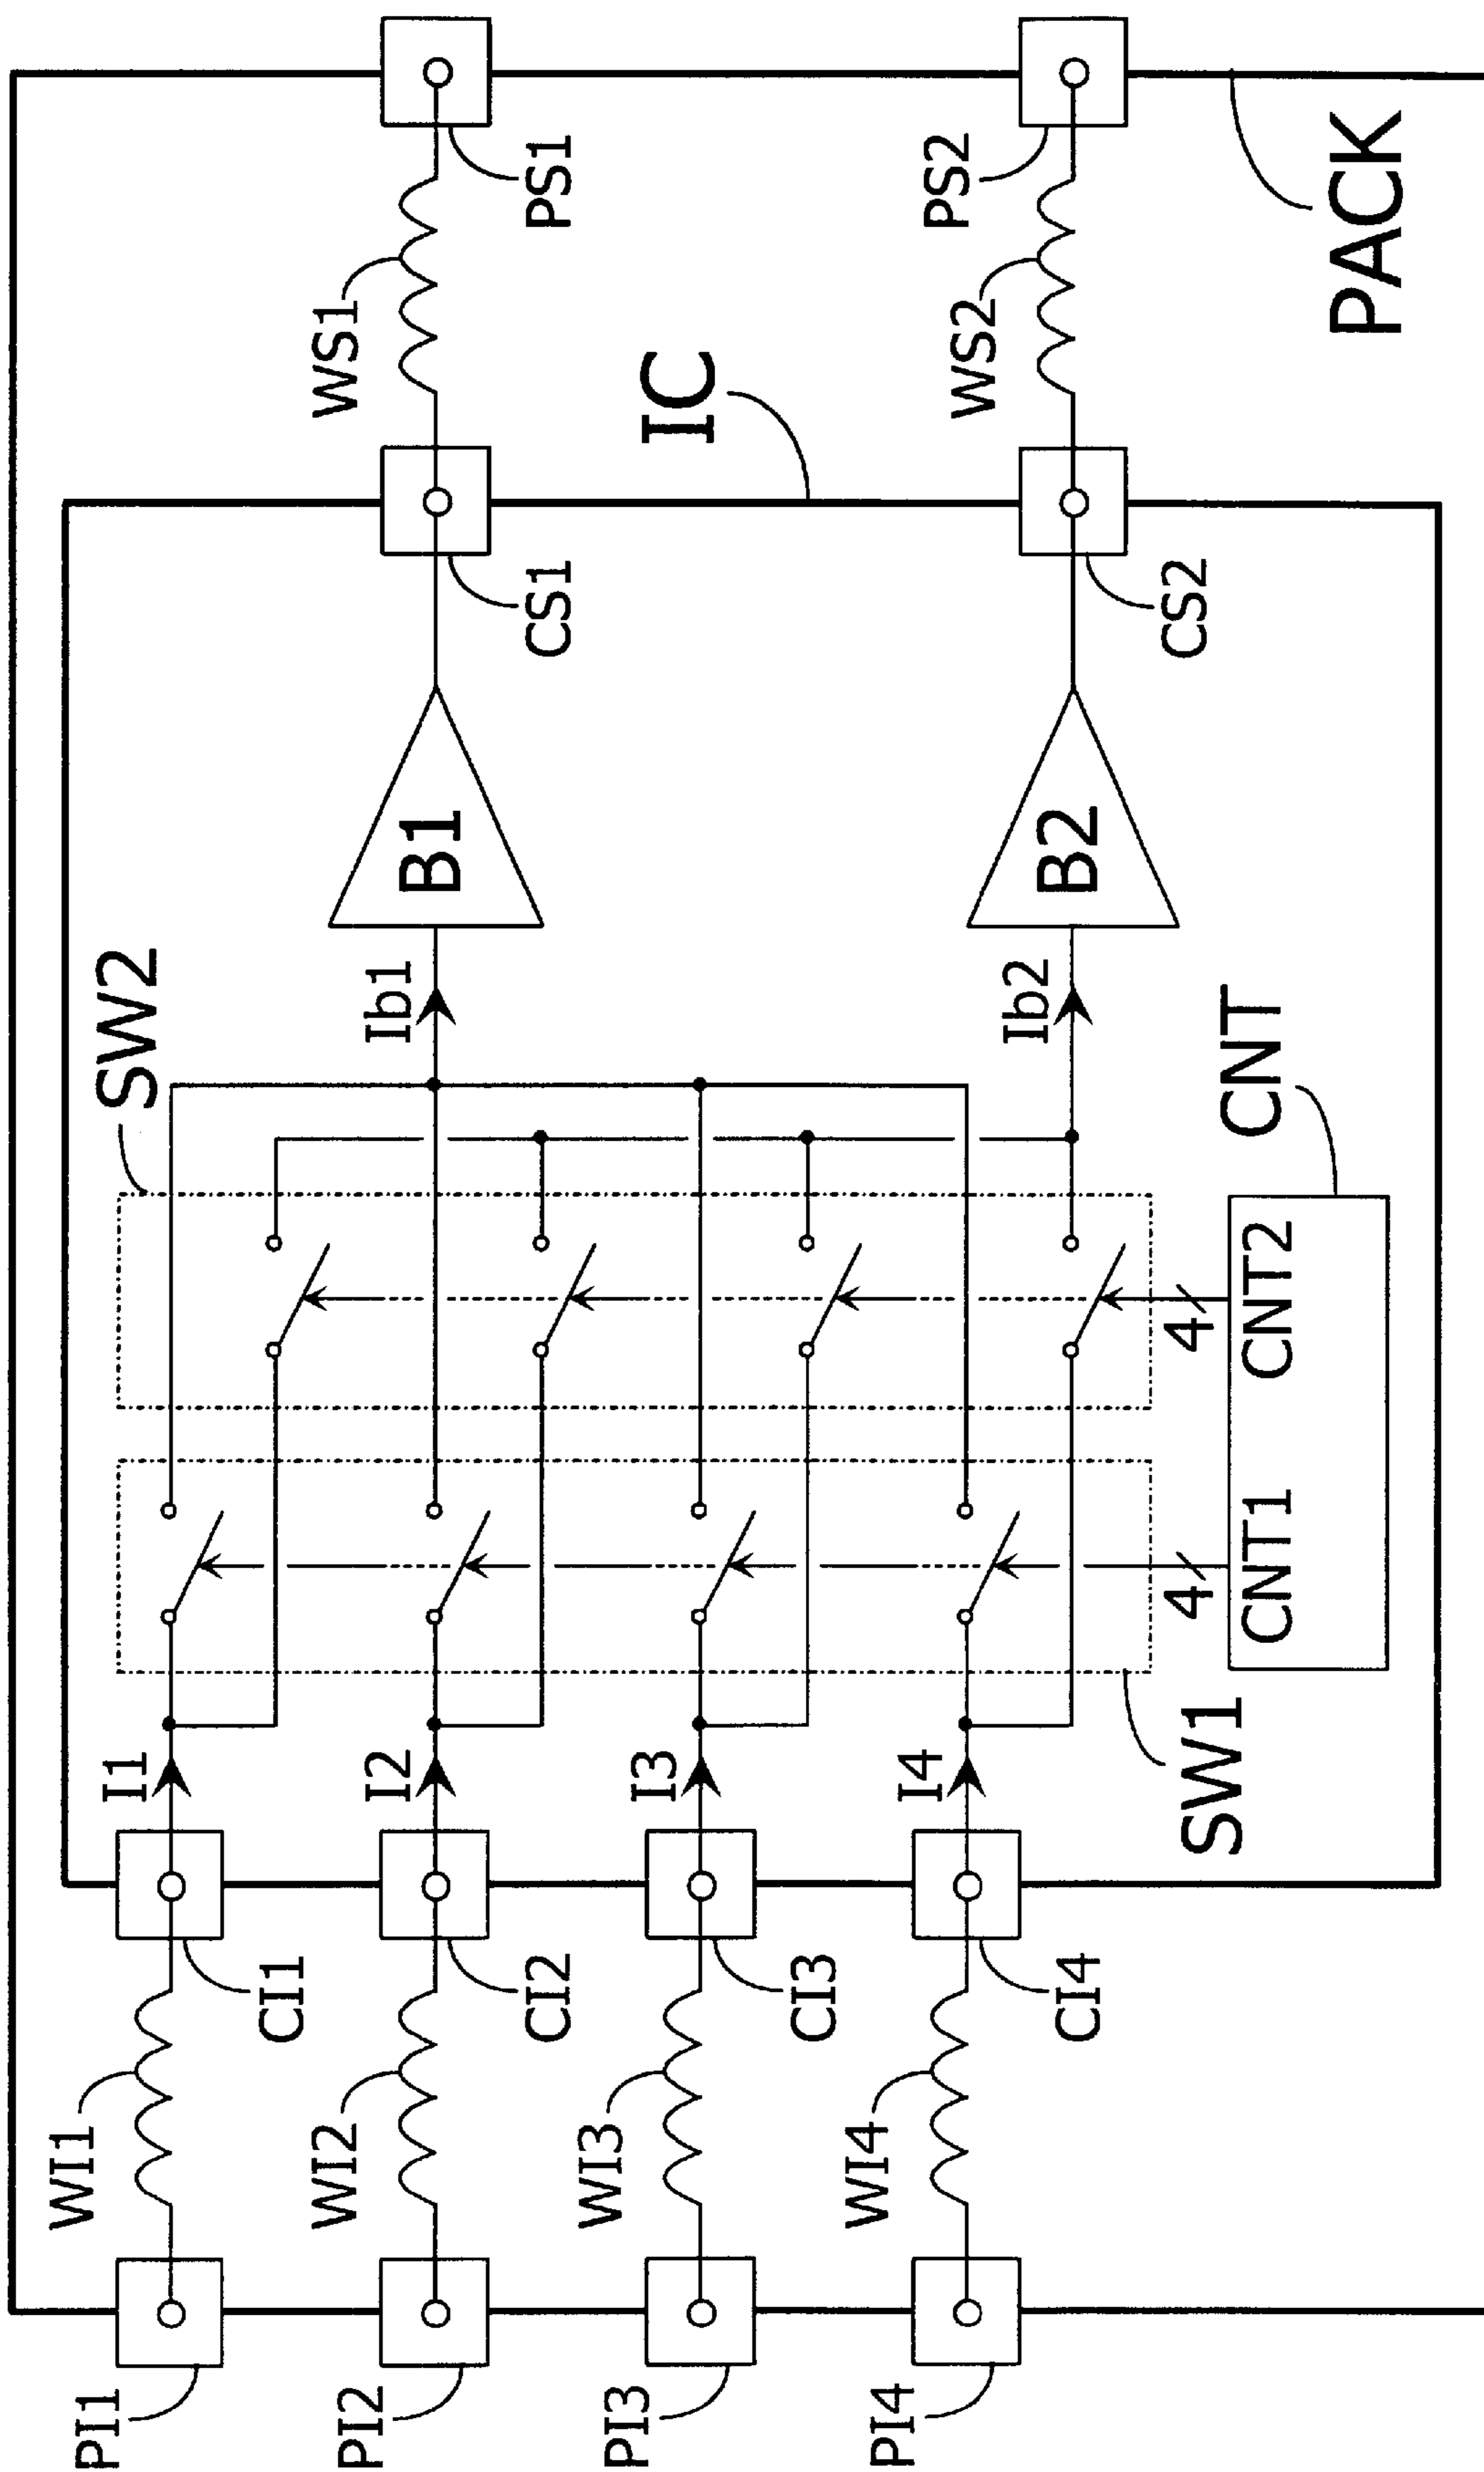 PACK
IC
PI1
WI1
CI1
I1
SW2
Ib1
B1
CS1
WS1
PS1
PI2
WI2
CI2
I2
PI3
WI3
CI3
I3
Ib2
B2
CS2
WS2
PS2
PI4
WI4
CI4
I4
SW1
4
4
CNT1
CNT2
CNT